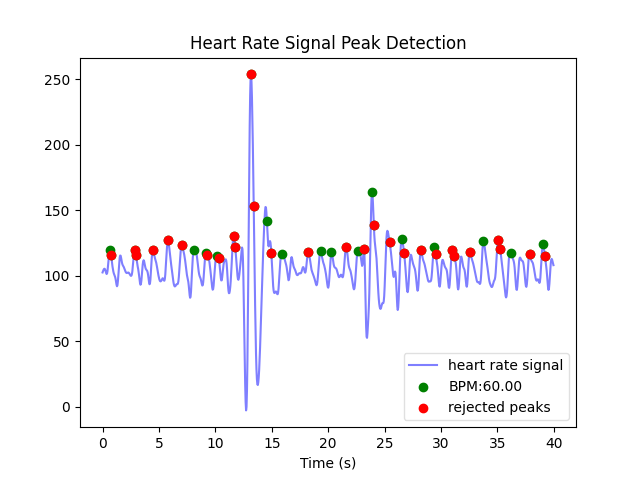 Heart Rate Signal Peak Detection
250
200
150
100
50
0
0 5 10 15 20 25 30 35 40
Time (s)
heart rate signal
BPM:60.00
rejected peaks